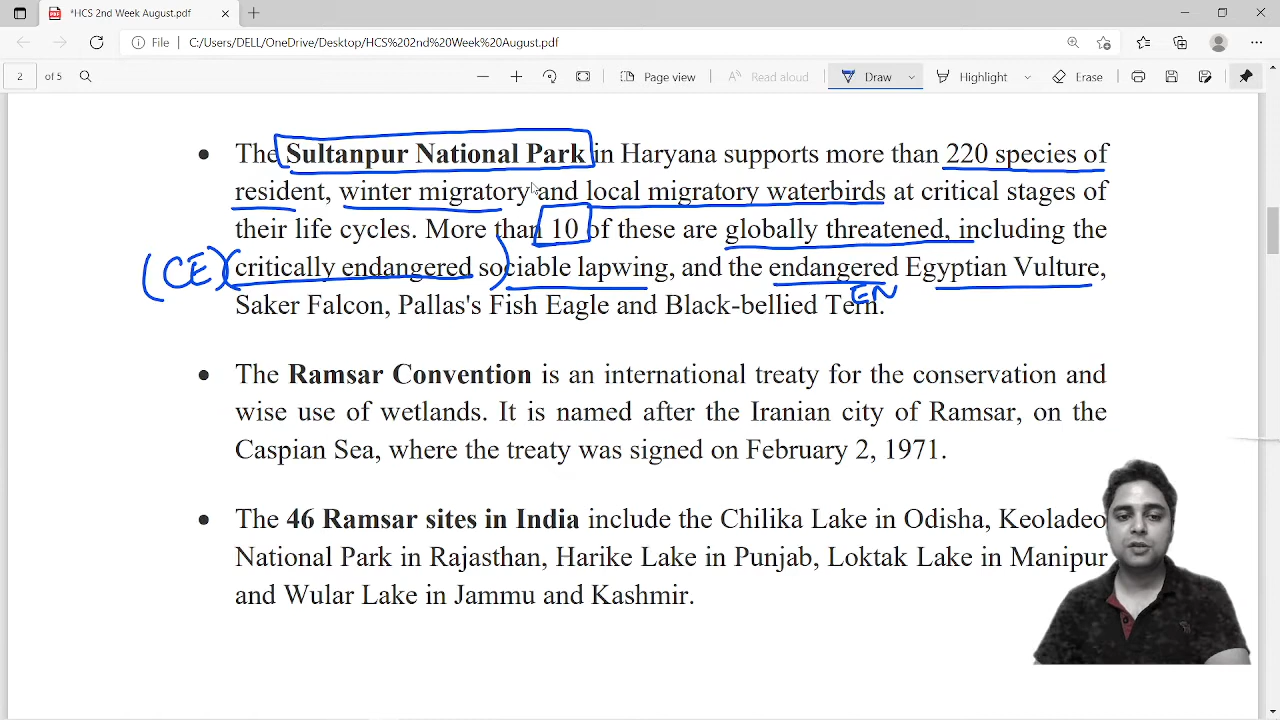 *HCS 2nd Week August.pdf
File C:/Users/DELL/OneDrive/Desktop/HCS%202nd%20Week%20August.pdf
2 of 5 Page view Read aloud Draw Highlight Erase
The Sultanpur National Park in Haryana supports more than 220 species of
resident, winter migratory and local migratory waterbirds at critical stages of
their life cycles. More than 10 of these are globally threatened, including the
(CE) (critically endangered) sociable lapwing, and the endangered Egyptian Vulture,
EN
Saker Falcon, Pallas's Fish Eagle and Black-bellied Tern.
The Ramsar Convention is an international treaty for the conservation and
wise use of wetlands. It is named after the Iranian city of Ramsar, on the
Caspian Sea, where the treaty was signed on February 2, 1971.
The 46 Ramsar sites in India include the Chilika Lake in Odisha, Keoladeo
National Park in Rajasthan, Harike Lake in Punjab, Loktak Lake in Manipur
and Wular Lake in Jammu and Kashmir.